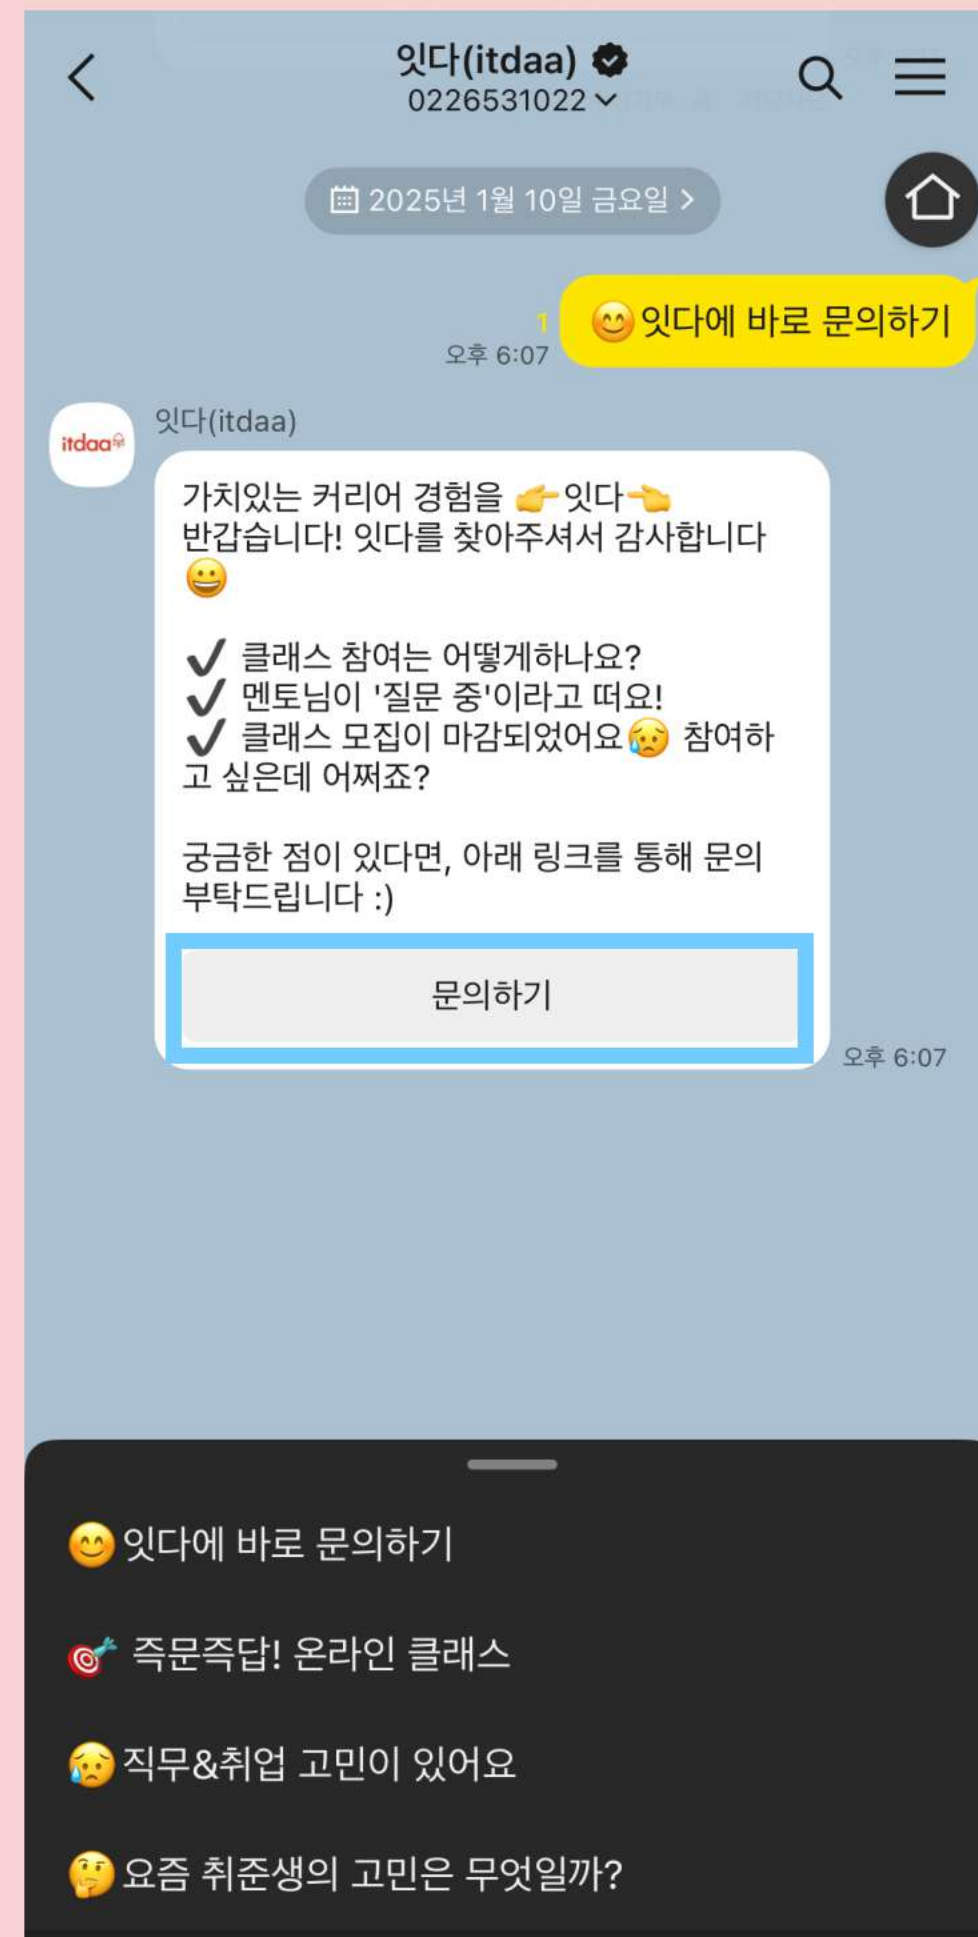 잇다(itdaa)
0226531022
2025년 1월 10일 금요일 >
😊잇다에 바로 문의하기
1
오후 6:07
잇다(itdaa)
itdaa
가치있는 커리어 경험을 👉잇다👈
반갑습니다! 잇다를 찾아주셔서 감사합니다
😀
✔ 클래스 참여는 어떻게하나요?
✔ 멘토님이 '질문 중'이라고 떠요!
✔ 클래스 모집이 마감되었어요😥 참여하
고 싶은데 어쩌죠?
궁금한 점이 있다면, 아래 링크를 통해 문의
부탁드립니다 :)
문의하기
오후 6:07
😊잇다에 바로 문의하기
🎯 즉문즉답! 온라인 클래스
😥직무&취업 고민이 있어요
🤔요즘 취준생의 고민은 무엇일까?